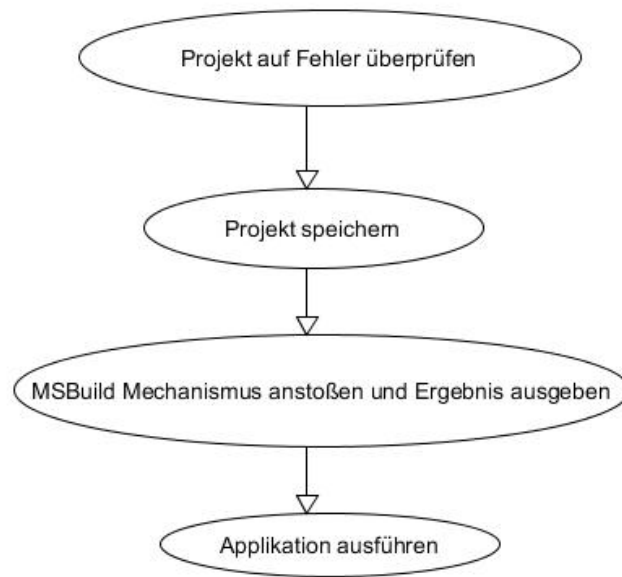 Projekt auf Fehler überprüfen
Projekt speichern
MSBuild Mechanismus anstoßen und Ergebnis ausgeben
Applikation ausführen